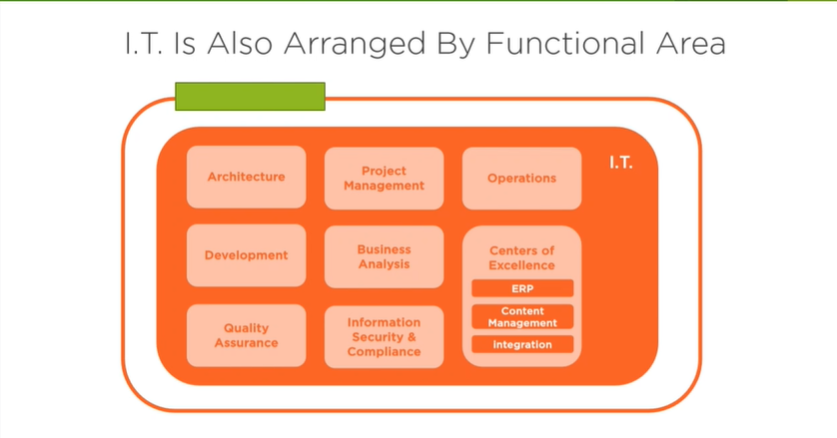 I.T. Is Also Arranged By Functional Area
I.T.
Architecture
Project
Management
Operations
Development
Business
Analysis
Centers of
Excellence
ERP
Content
Management
Integration
Quality
Assurance
Information
Security &
Compliance